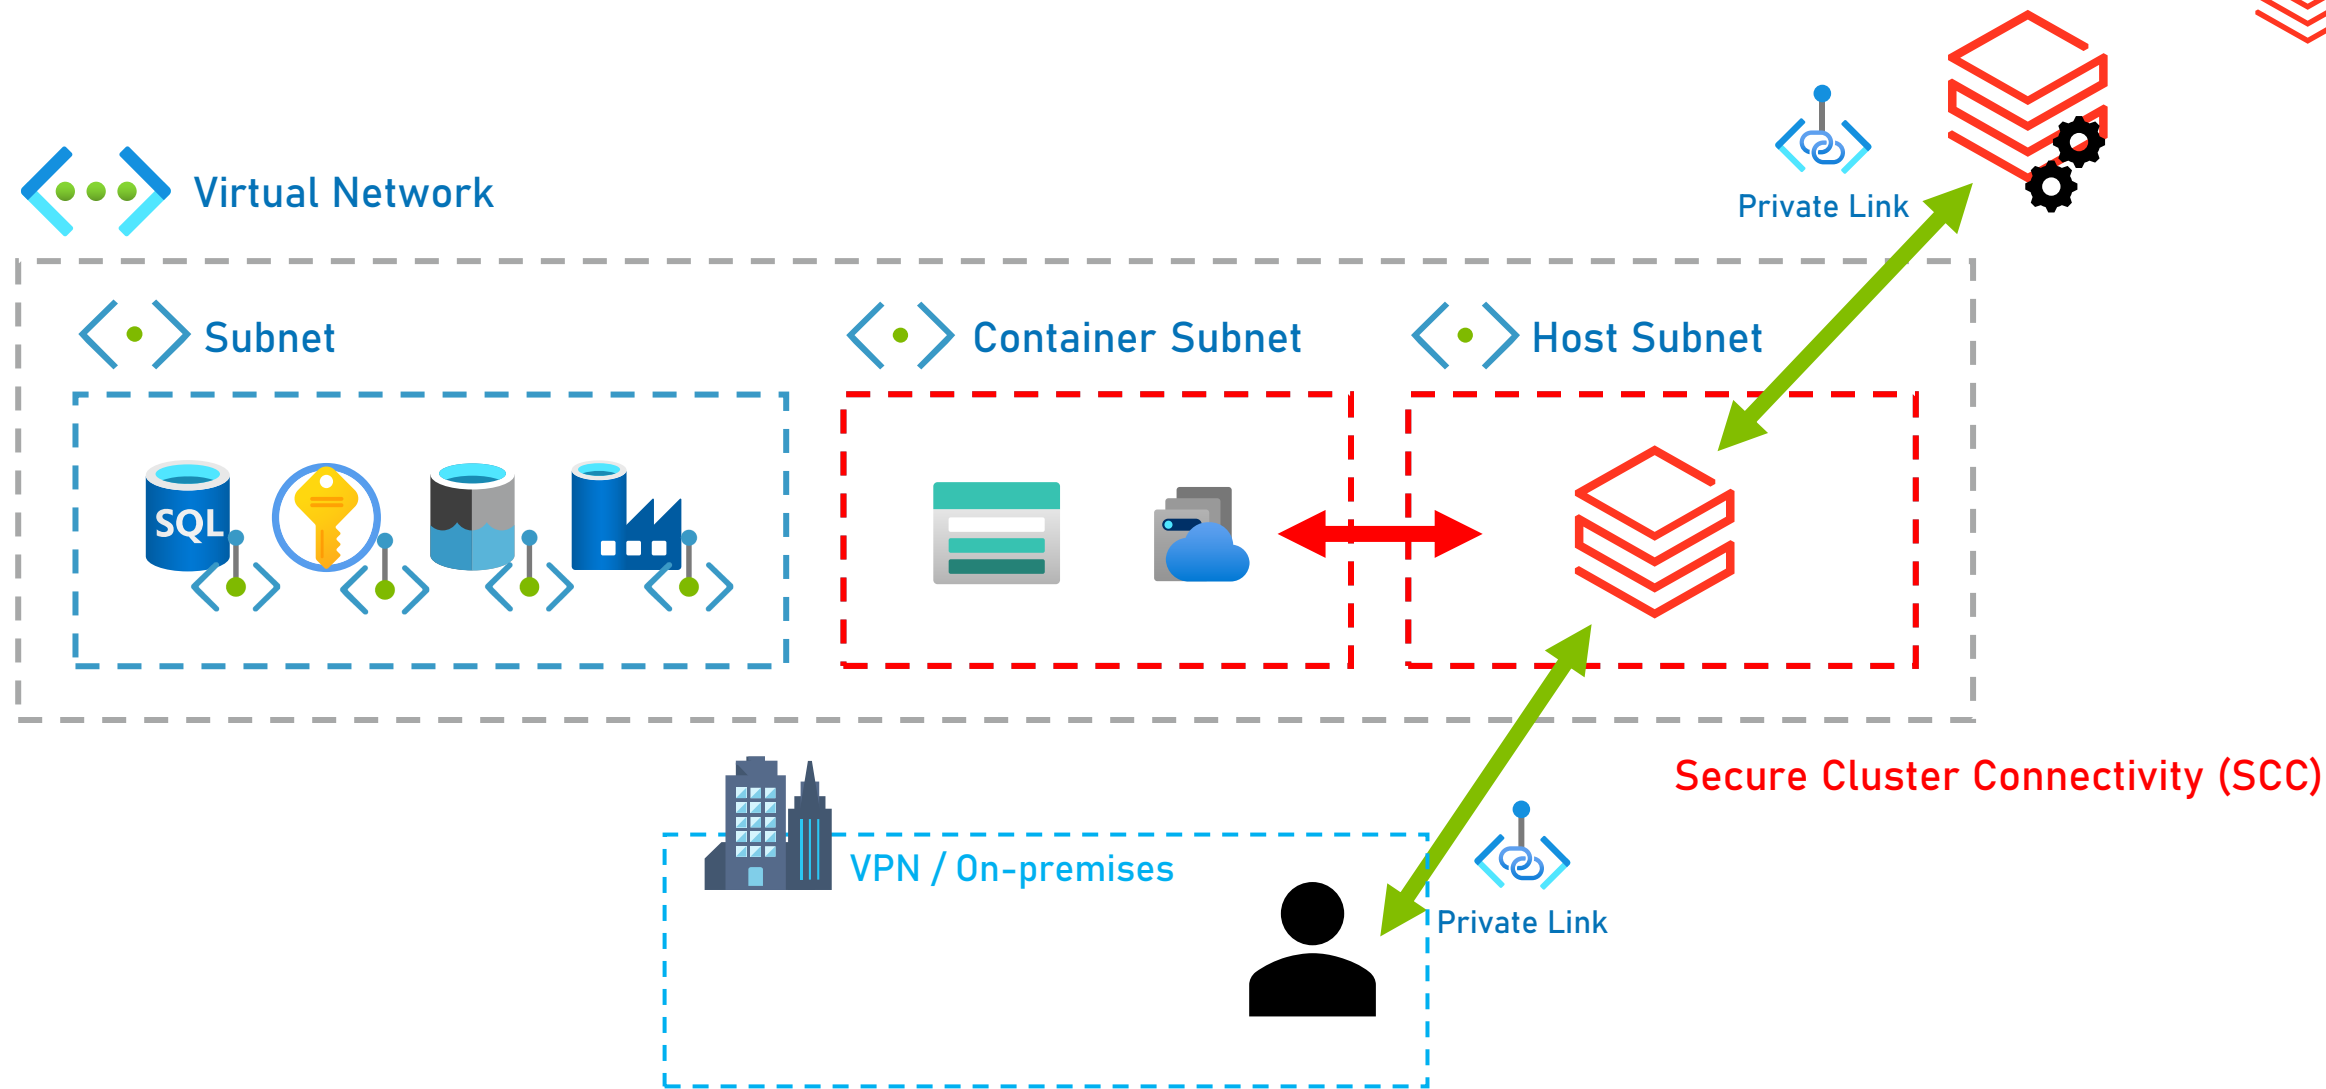 Virtual Network
Private Link
Subnet
Container Subnet
Host Subnet
SQL
Secure Cluster Connectivity (SCC)
VPN / On-premises
Private Link